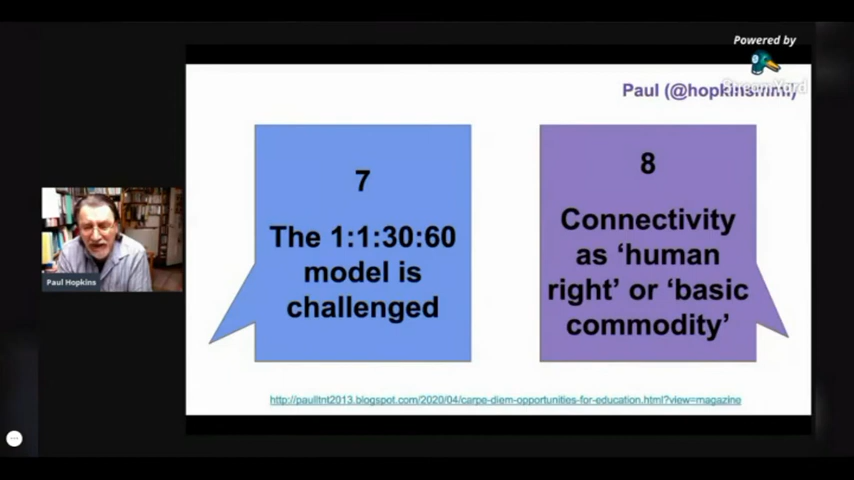 Powered by
Paul (@hopkinsmmi)
7
The 1:1:30:60
model is
challenged
8
Connectivity
as ‘human
right’ or ‘basic
commodity’
Paul Hopkins
http://paulltnt2013.blogspot.com/2020/04/carpe-diem-opportunities-for-education.html?view=magazine